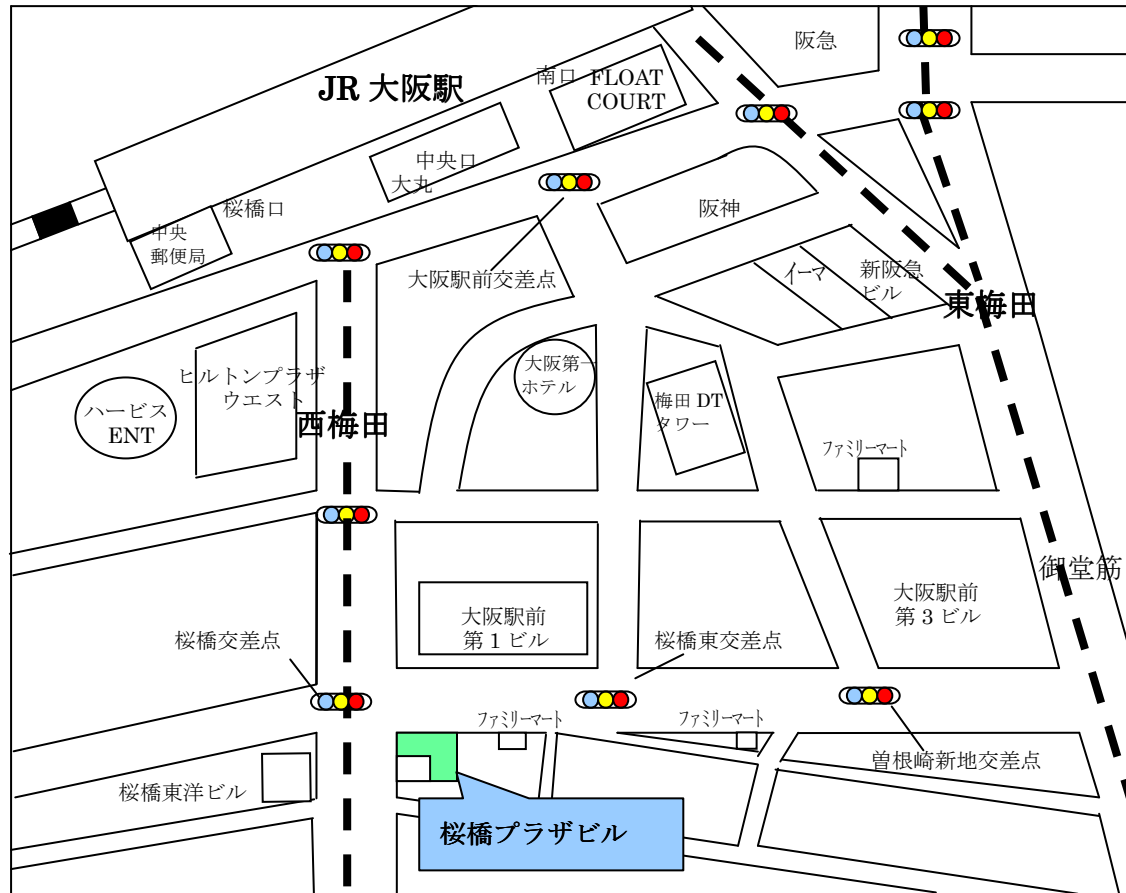 阪急
南口 FLOAT
COURT
JR 大阪駅
中央口
大丸
桜橋口
中央
郵便局
阪神
大阪駅前交差点
イーマ
新阪急
ビル
東梅田
大阪第一
ホテル
ヒルトンプラザ
ウエスト
梅田 DT
タワー
ハービス
ENT
西梅田
ファミリーマート
御堂筋
大阪駅前
第 1 ビル
大阪駅前
第 3 ビル
桜橋交差点
桜橋東交差点
ファミリーマート
ファミリーマート
曽根崎新地交差点
桜橋東洋ビル
桜橋プラザビル